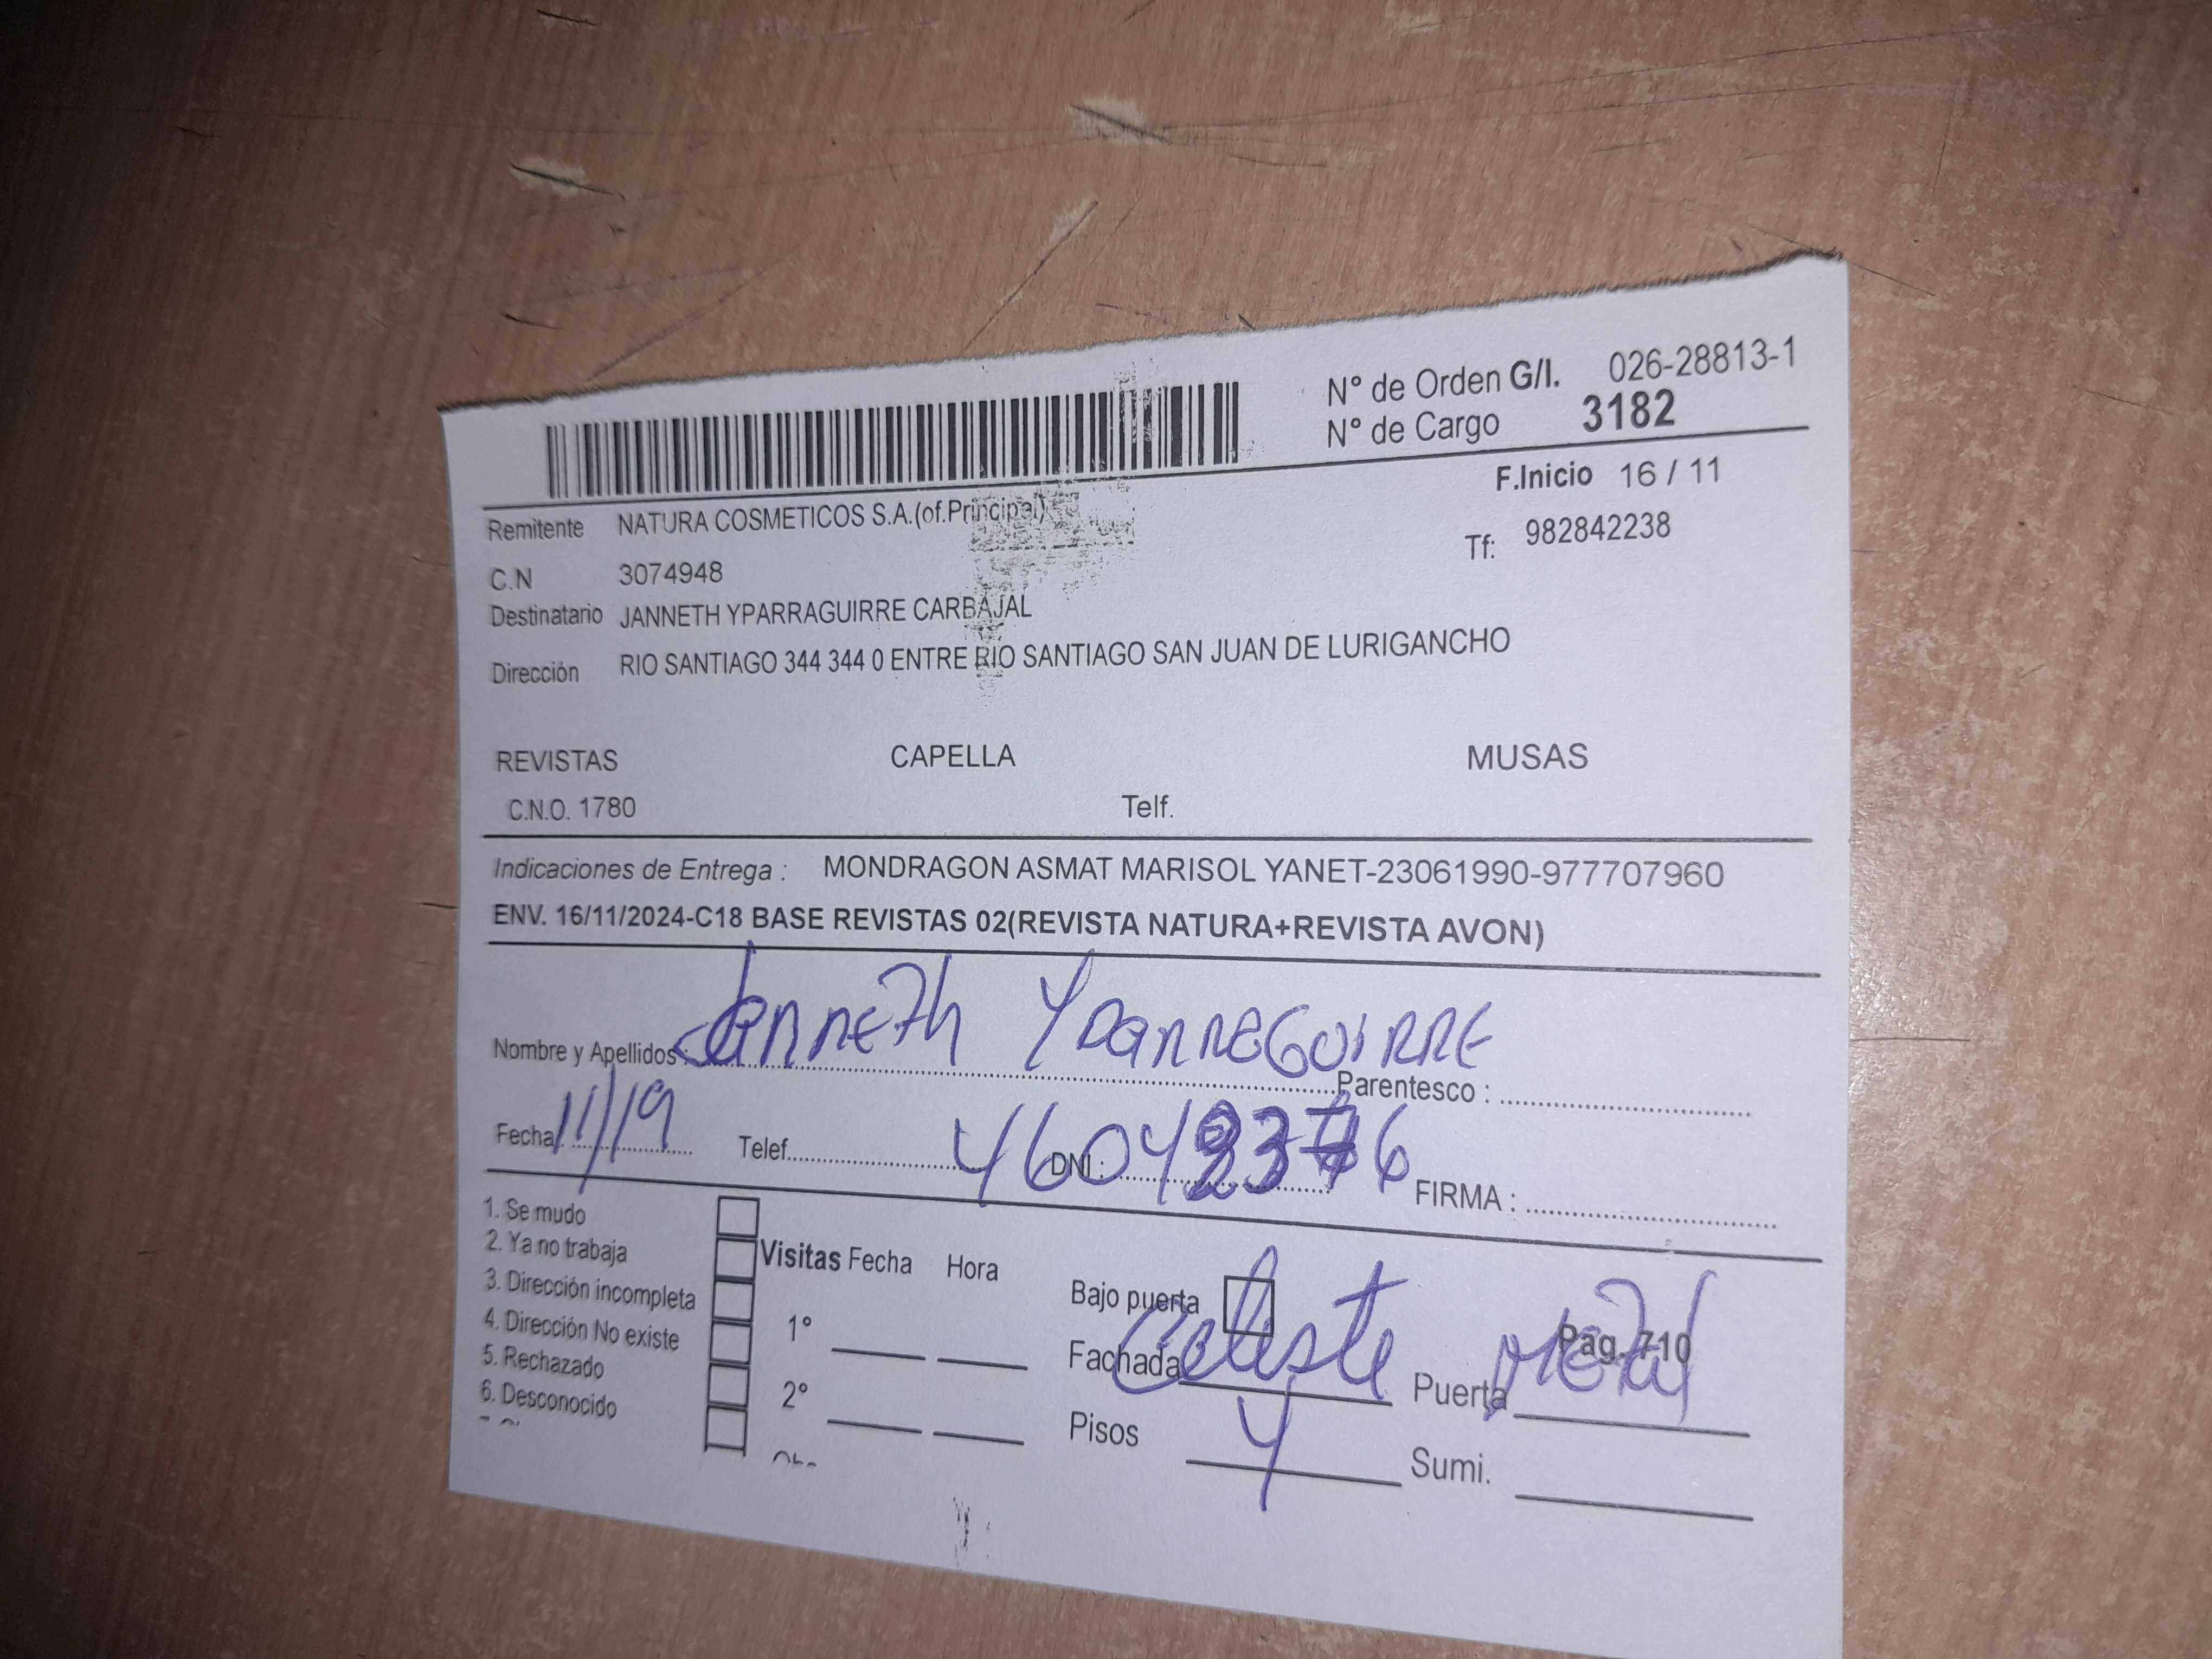 N° de Orden G/I. 026-28813-1
N° de Cargo 3182
F.Inicio 16 / 11
Remitente NATURA COSMETICOS S.A.(of.Principal)
Tf: 982842238
C.N 3074948
Destinatario JANNETH YPARRAGUIRRE CARBAJAL
Dirección RIO SANTIAGO 344 344 0 ENTRE RIO SANTIAGO SAN JUAN DE LURIGANCHO
REVISTAS CAPELLA MUSAS
C.N.O. 1780 Telf.
Indicaciones de Entrega : MONDRAGON ASMAT MARISOL YANET-23061990-977707960
ENV. 16/11/2024-C18 BASE REVISTAS 02(REVISTA NATURA+REVISTA AVON)
Nombre y Apellidos: Janneth Parentesco :
Fecha: 11/19 Telef. DNI : FIRMA :
1. Se mudo
2. Ya no trabaja
3. Dirección incompleta
4. Dirección No existe
5. Rechazado
6. Desconocido
Visitas Fecha Hora
1°
2°
Bajo puerta
Fachada Celeste Puerta Metal
Pag. 710
Pisos 4 Sumi.